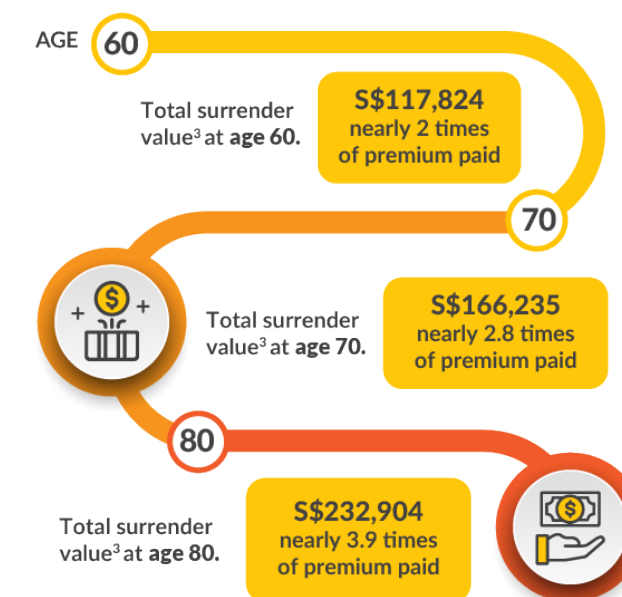 AGE 60
Total surrender
value³ at age 60.
S$117,824
nearly 2 times
of premium paid
70
Total surrender
value³ at age 70.
S$166,235
nearly 2.8 times
of premium paid
80
Total surrender
value³ at age 80.
S$232,904
nearly 3.9 times
of premium paid